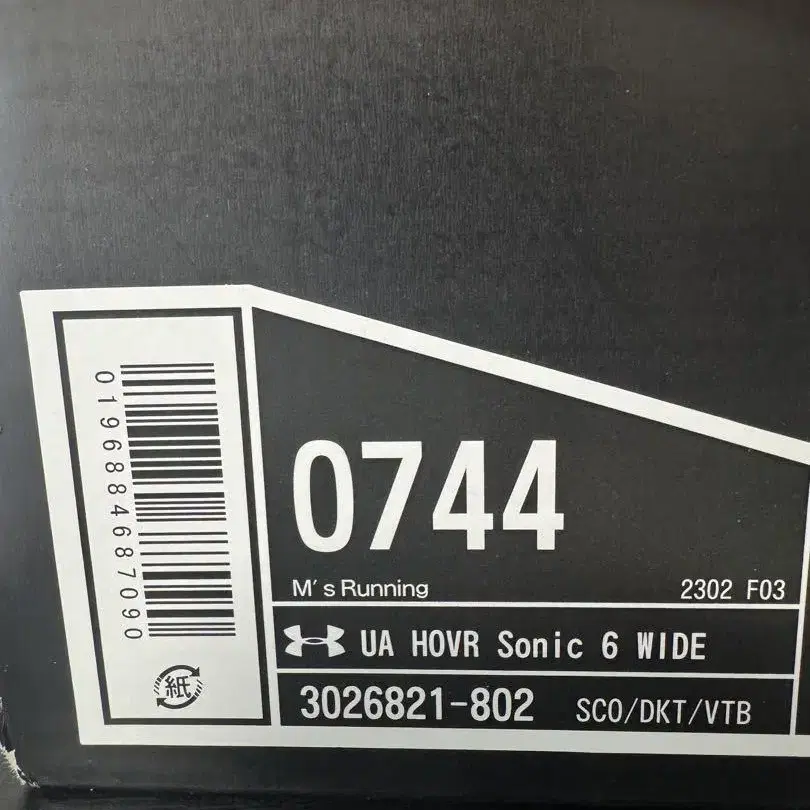 0196884687090
紙
0744
M's Running
2302 F03
UA HOVR Sonic 6 WIDE
3026821-802
SCO/DKT/VTB